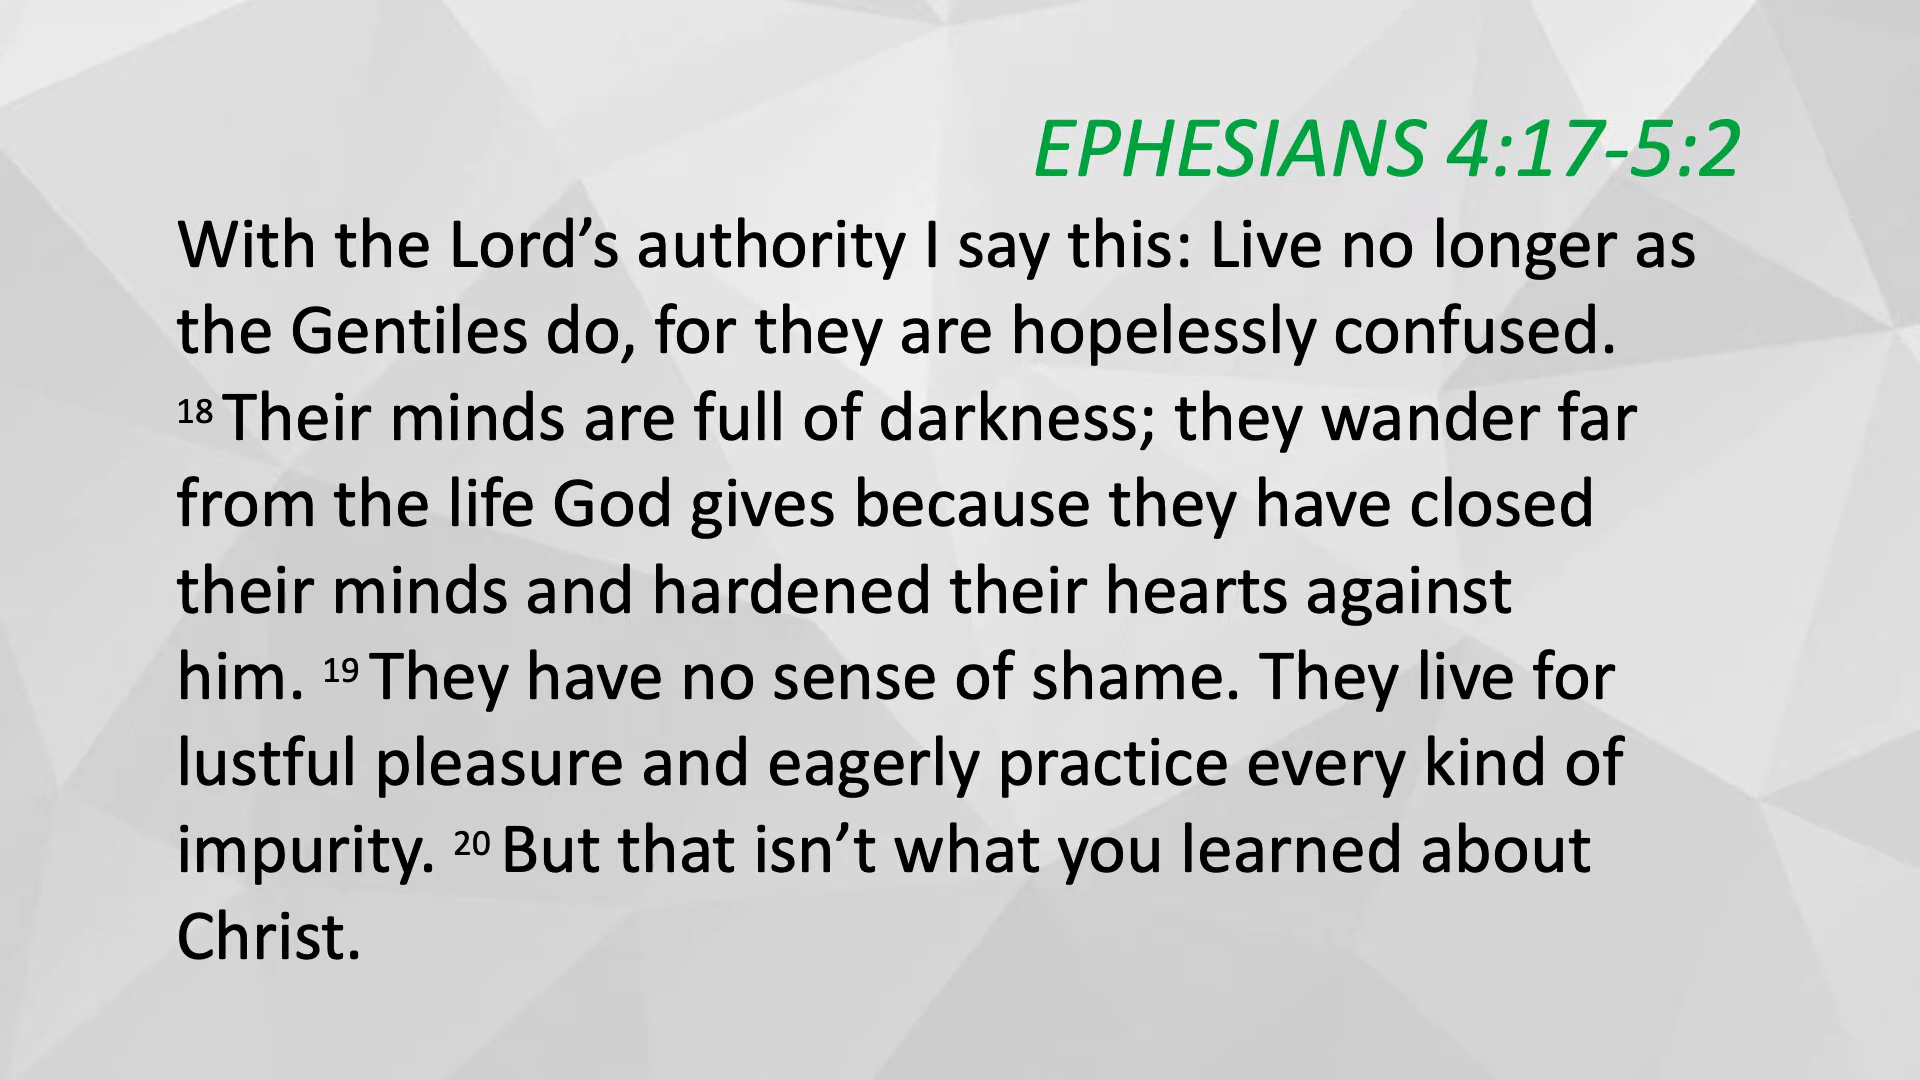 EPHESIANS 4:17-5:2
With the Lord’s authority I say this: Live no longer as
the Gentiles do, for they are hopelessly confused.
18 Their minds are full of darkness; they wander far
from the life God gives because they have closed
their minds and hardened their hearts against
him. 19 They have no sense of shame. They live for
lustful pleasure and eagerly practice every kind of
impurity. 20 But that isn’t what you learned about
Christ.